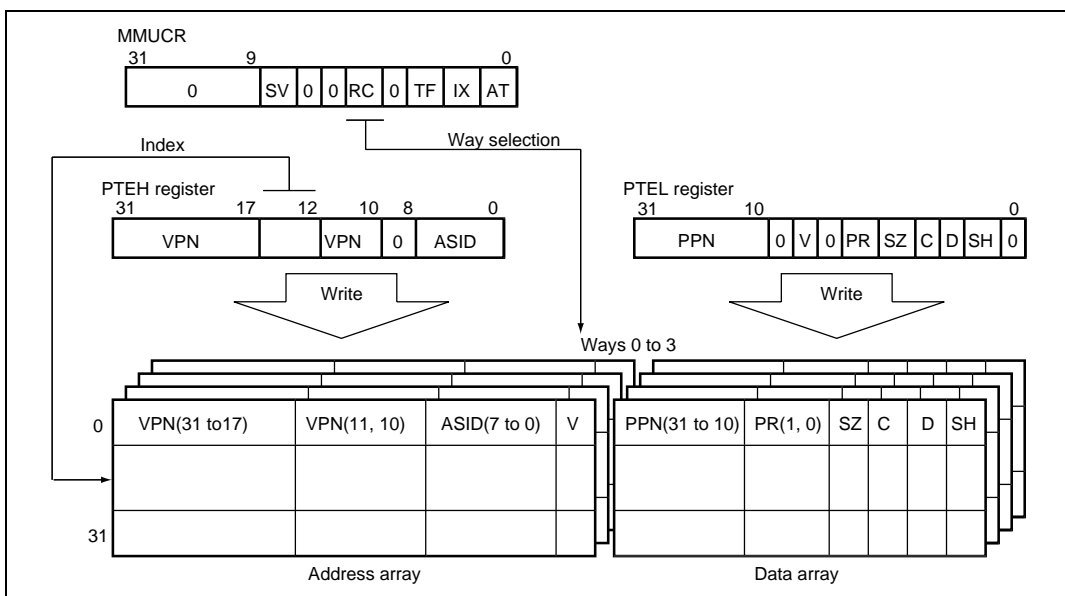 MMUCR
31 9 0
0 SV 0 0 RC 0 TF IX AT
Index
Way selection
PTEH register
31 17 12 10 8 0
VPN VPN 0 ASID
PTEL register
31 10 0
PPN 0 V 0 PR SZ C D SH 0
Write
Write
Ways 0 to 3
0 VPN(31 to17) VPN(11, 10) ASID(7 to 0) V PPN(31 to 10) PR(1, 0) SZ C D SH
31
Address array
Data array